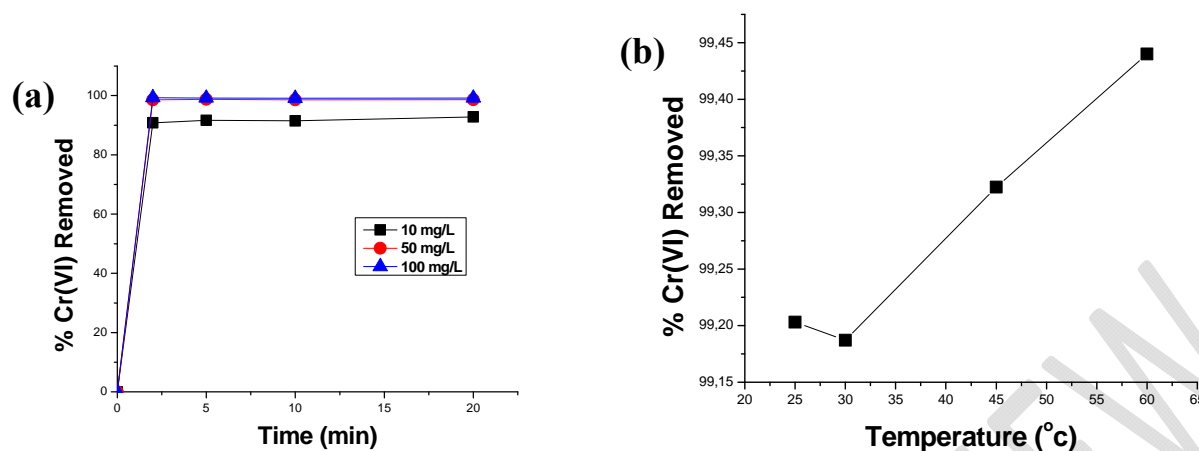 (a)
% Cr(VI) Removed
100
80
60
40
20
0
0 5 10 15 20
Time (min)
10 mg/L
50 mg/L
100 mg/L
(b)
% Cr(VI) Removed
99,45
99,40
99,35
99,30
99,25
99,20
99,15
20 25 30 35 40 45 50 55 60 65
Temperature (°c)